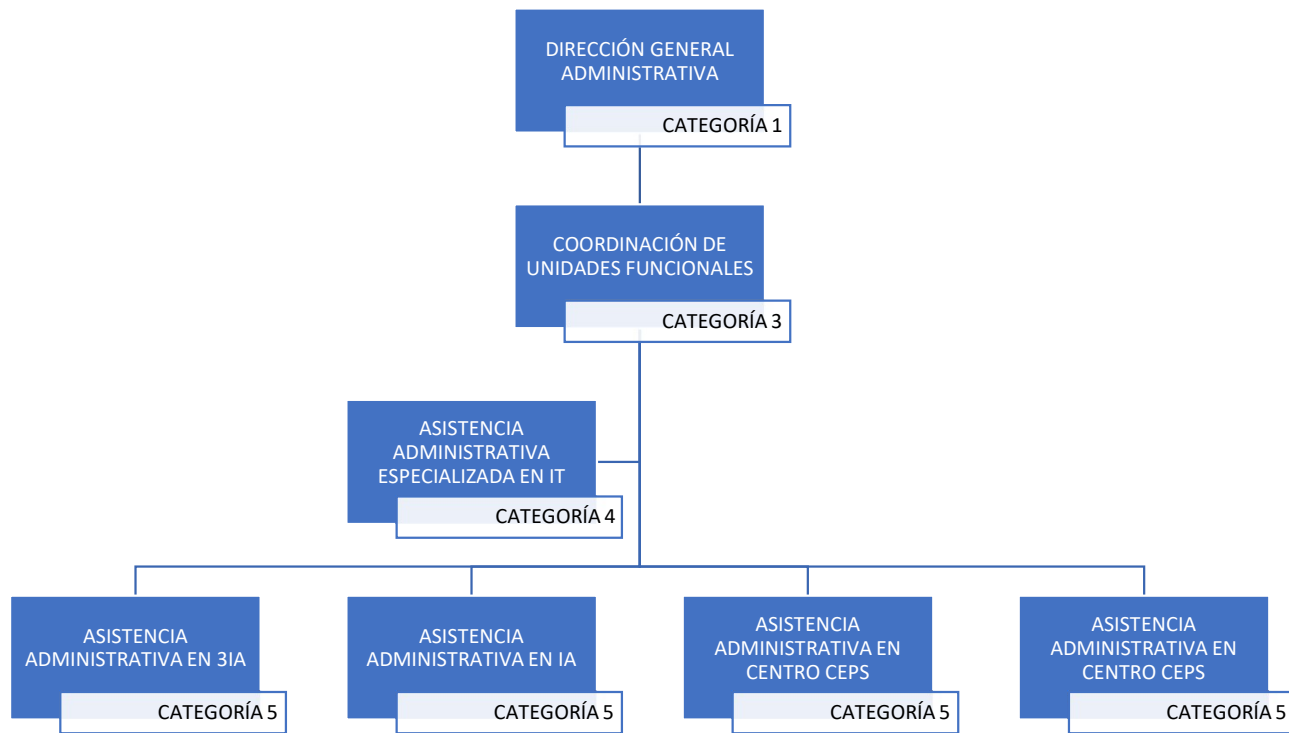 DIRECCIÓN GENERAL
ADMINISTRATIVA
CATEGORÍA 1
COORDINACIÓN DE
UNIDADES FUNCIONALES
CATEGORÍA 3
ASISTENCIA
ADMINISTRATIVA
ESPECIALIZADA EN IT
CATEGORÍA 4
ASISTENCIA
ADMINISTRATIVA EN 3IA
CATEGORÍA 5
ASISTENCIA
ADMINISTRATIVA EN IA
CATEGORÍA 5
ASISTENCIA
ADMINISTRATIVA EN
CENTRO CEPS
CATEGORÍA 5
ASISTENCIA
ADMINISTRATIVA EN
CENTRO CEPS
CATEGORÍA 5